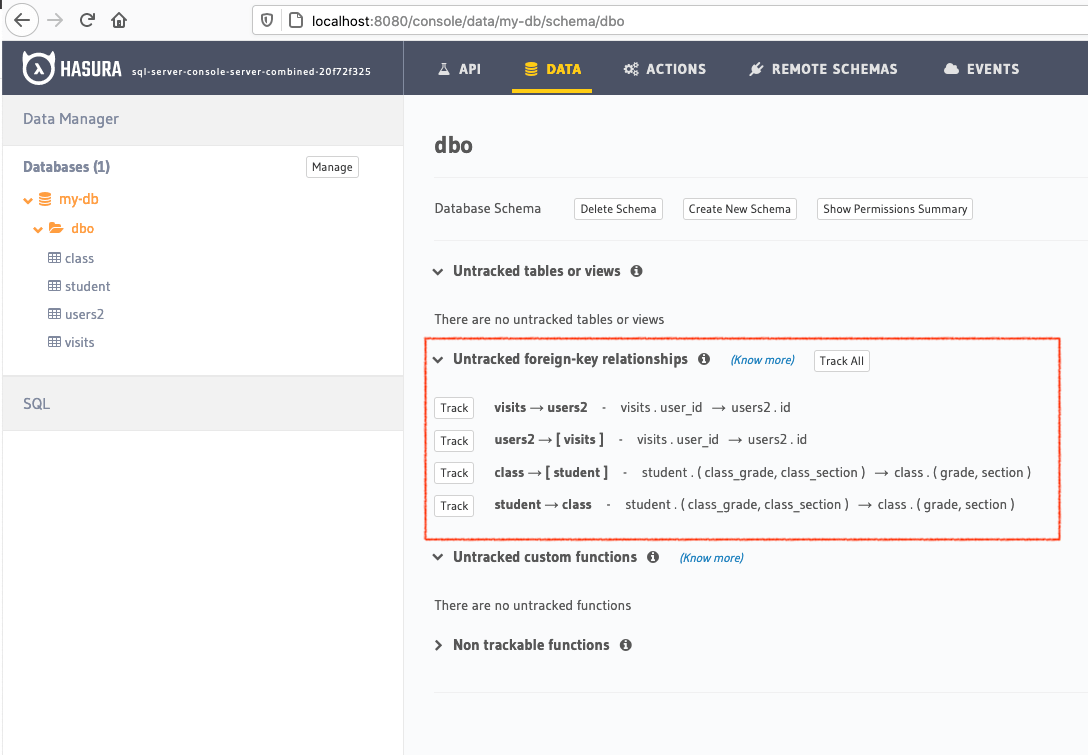 localhost:8080/console/data/my-db/schema/dbo
HASURA sql-server-console-server-combined-20f72f325
API DATA ACTIONS REMOTE SCHEMAS EVENTS
Data Manager
Databases (1) Manage
my-db
dbo
class
student
users2
visits
SQL
dbo
Database Schema Delete Schema Create New Schema Show Permissions Summary
Untracked tables or views
There are no untracked tables or views
Untracked foreign-key relationships (Know more) Track All
Track visits → users2 - visits . user_id → users2 . id
Track users2 → [ visits ] - visits . user_id → users2 . id
Track class → [ student ] - student . ( class_grade, class_section ) → class . ( grade, section )
Track student → class - student . ( class_grade, class_section ) → class . ( grade, section )
Untracked custom functions (Know more)
There are no untracked functions
Non trackable functions